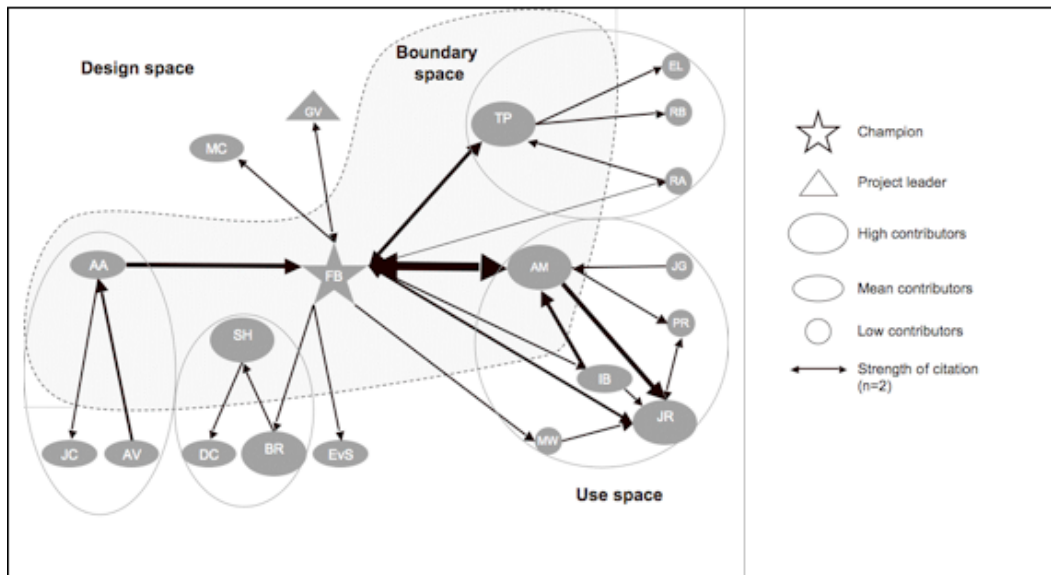 Design space
Boundary
space
EL
GV
RB
TP
MC
RA
AA
FB
AM
JG
PR
SH
IB
JR
MW
JC
AV
DC
BR
EvS
Use space
Champion
Project leader
High contributors
Mean contributors
Low contributors
Strength of citation
(n=2)